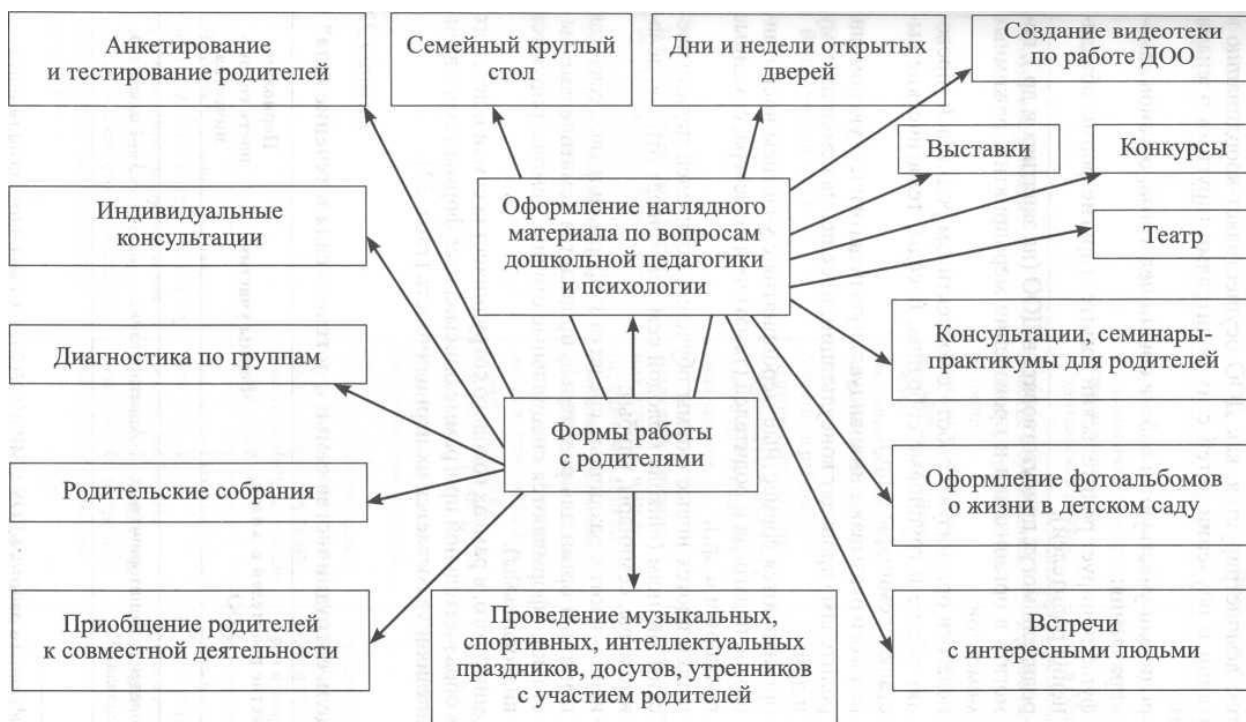 Анкетирование
и тестирование родителей
Семейный круглый
стол
Дни и недели открытых
дверей
Создание видеотеки
по работе ДОО
Выставки
Конкурсы
Театр
Индивидуальные
консультации
Оформление наглядного
материала по вопросам
дошкольной педагогики
и психологии
Диагностика по группам
Консультации, семинары-
практикумы для родителей
Формы работы
с родителями
Родительские собрания
Оформление фотоальбомов
о жизни в детском саду
Приобщение родителей
к совместной деятельности
Проведение музыкальных,
спортивных, интеллектуальных
праздников, досугов, утренников
с участием родителей
Встречи
с интересными людьми